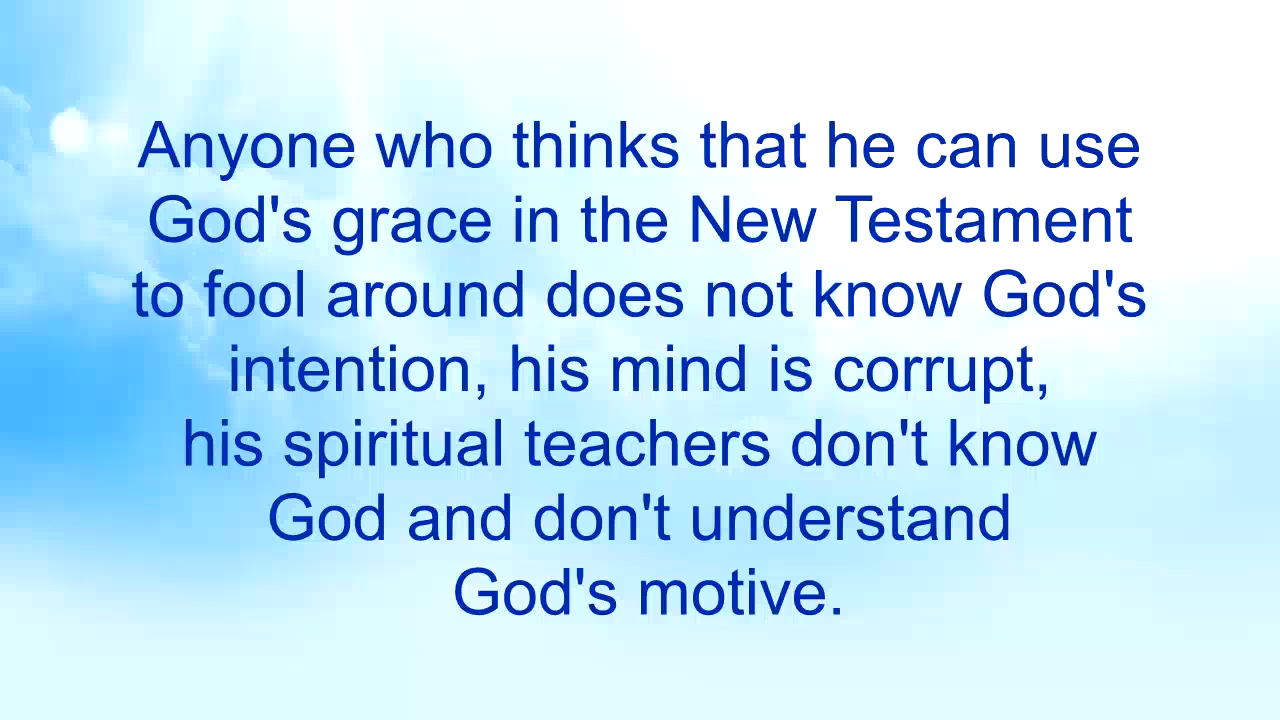 Anyone who thinks that he can use
God's grace in the New Testament
to fool around does not know God's
intention, his mind is corrupt,
his spiritual teachers don't know
God and don't understand
God's motive.